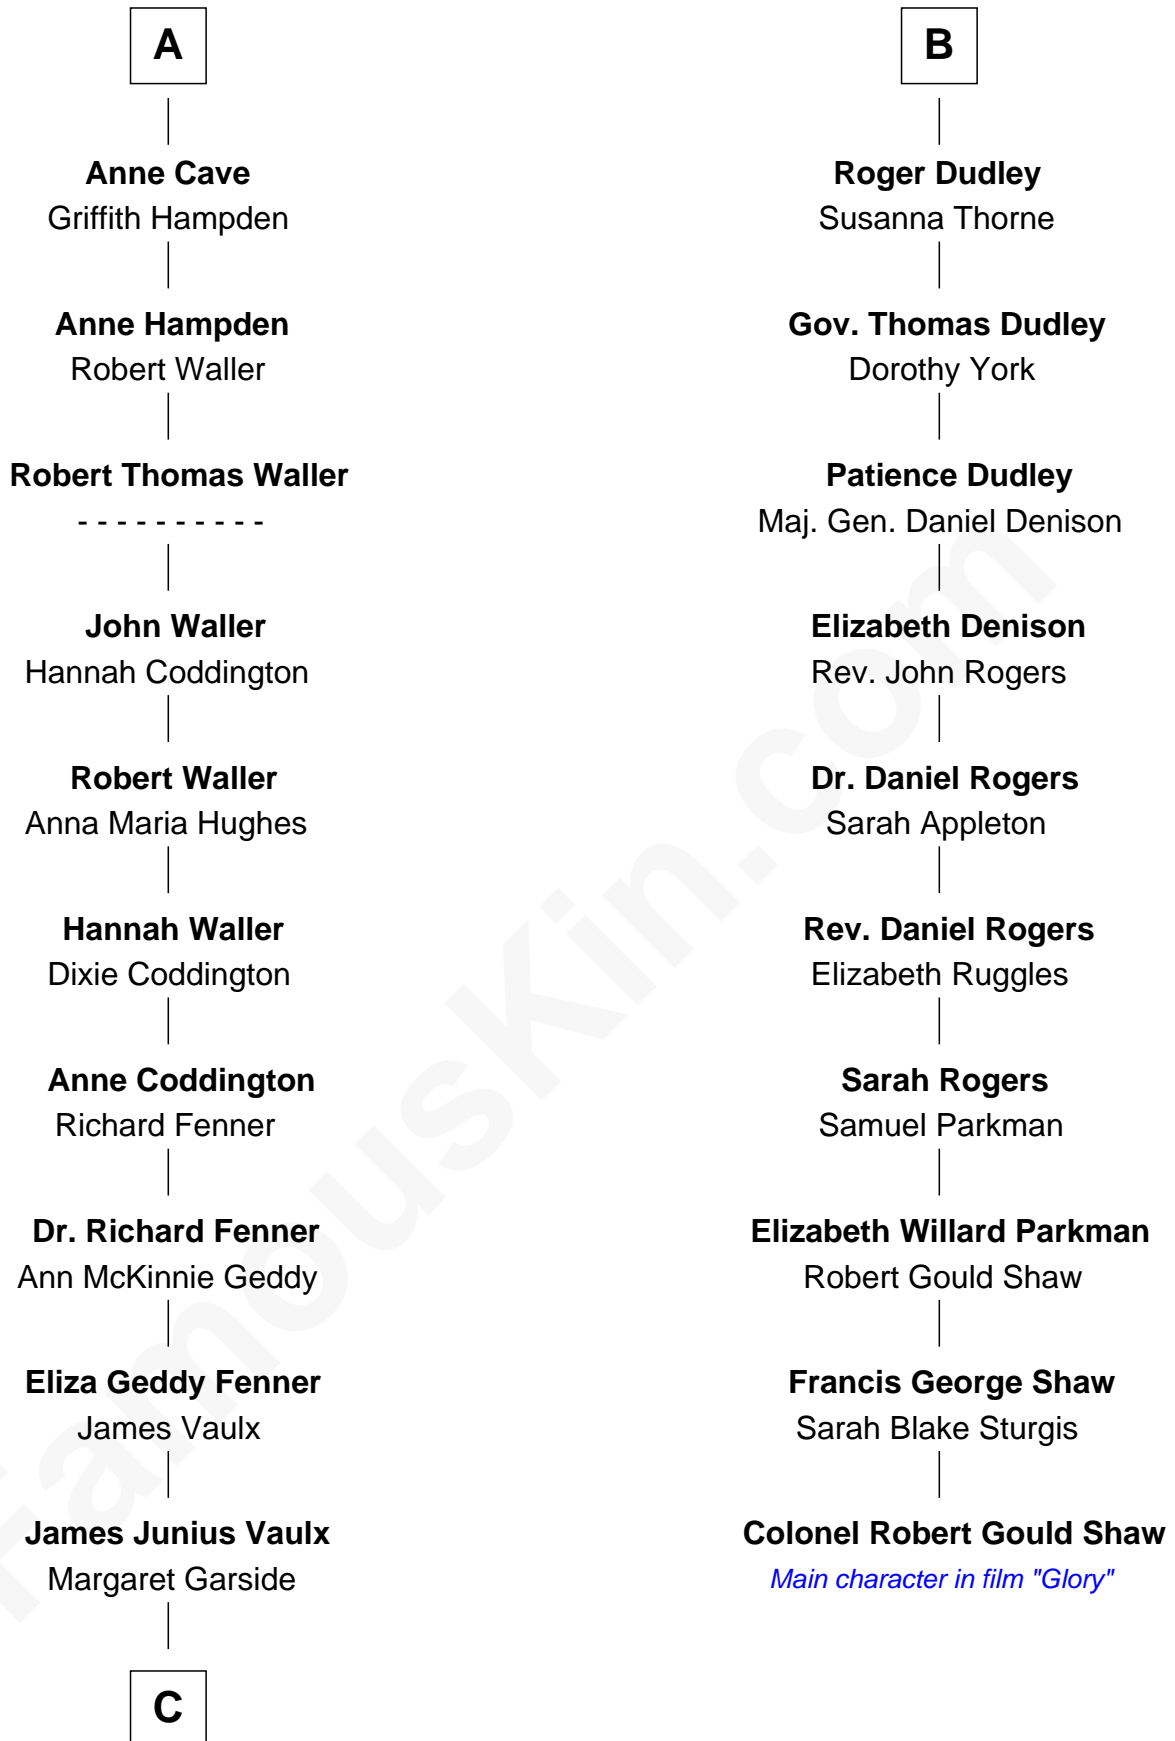 A
Anne Cave
Griffith Hampden
Anne Hampden
Robert Waller
Robert Thomas Waller
- - - - - - - - - -
John Waller
Hannah Coddington
Robert Waller
Anna Maria Hughes
Hannah Waller
Dixie Coddington
Anne Coddington
Richard Fenner
Dr. Richard Fenner
Ann McKinnie Geddy
Eliza Geddy Fenner
James Vaulx
James Junius Vaulx
Margaret Garside
C
B
Roger Dudley
Susanna Thorne
Gov. Thomas Dudley
Dorothy York
Patience Dudley
Maj. Gen. Daniel Denison
Elizabeth Denison
Rev. John Rogers
Dr. Daniel Rogers
Sarah Appleton
Rev. Daniel Rogers
Elizabeth Ruggles
Sarah Rogers
Samuel Parkman
Elizabeth Willard Parkman
Robert Gould Shaw
Francis George Shaw
Sarah Blake Sturgis
Colonel Robert Gould Shaw
Main character in film "Glory"
FamousKin.com